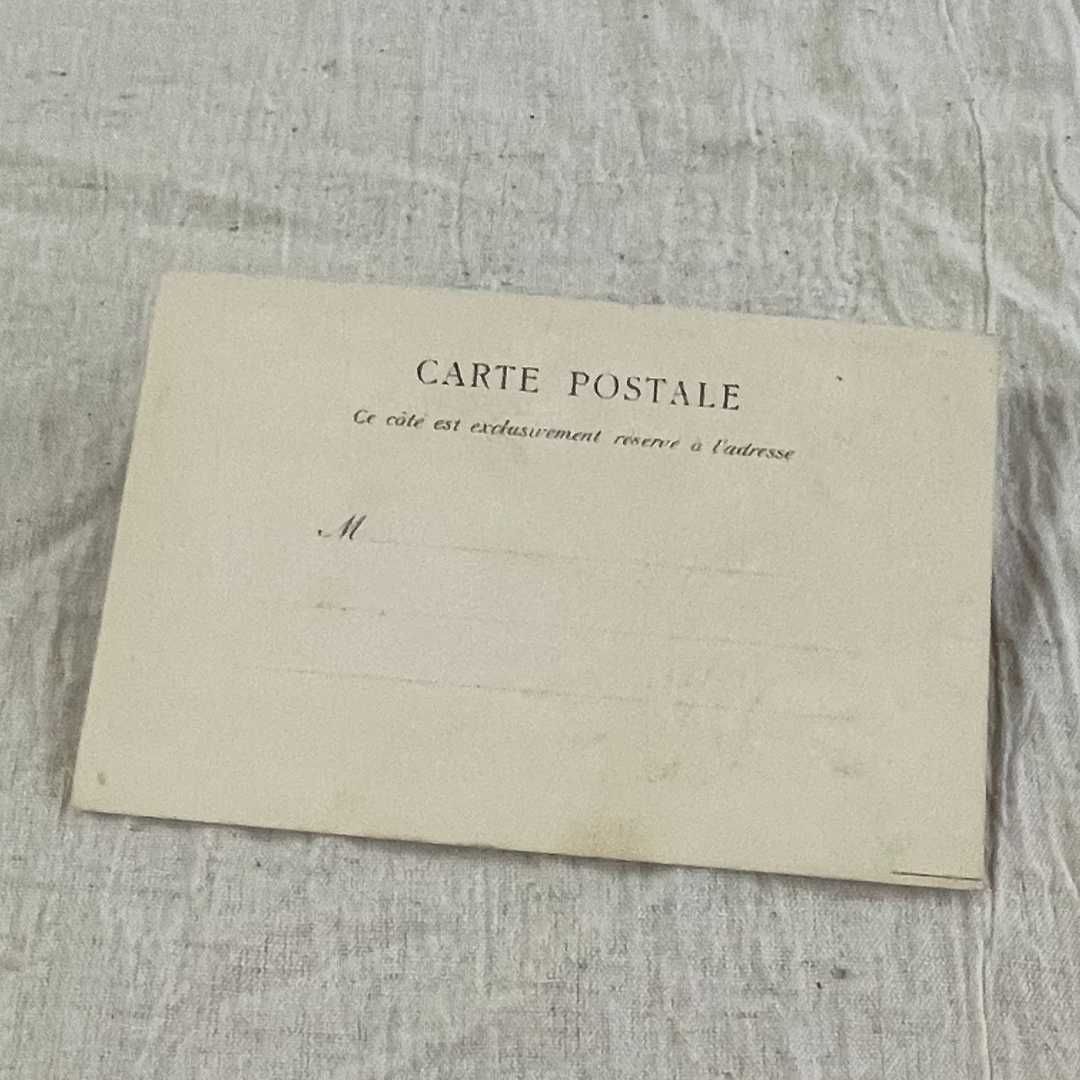 CARTE POSTALE
Ce côté est exclusivement réservé à l'adresse
M